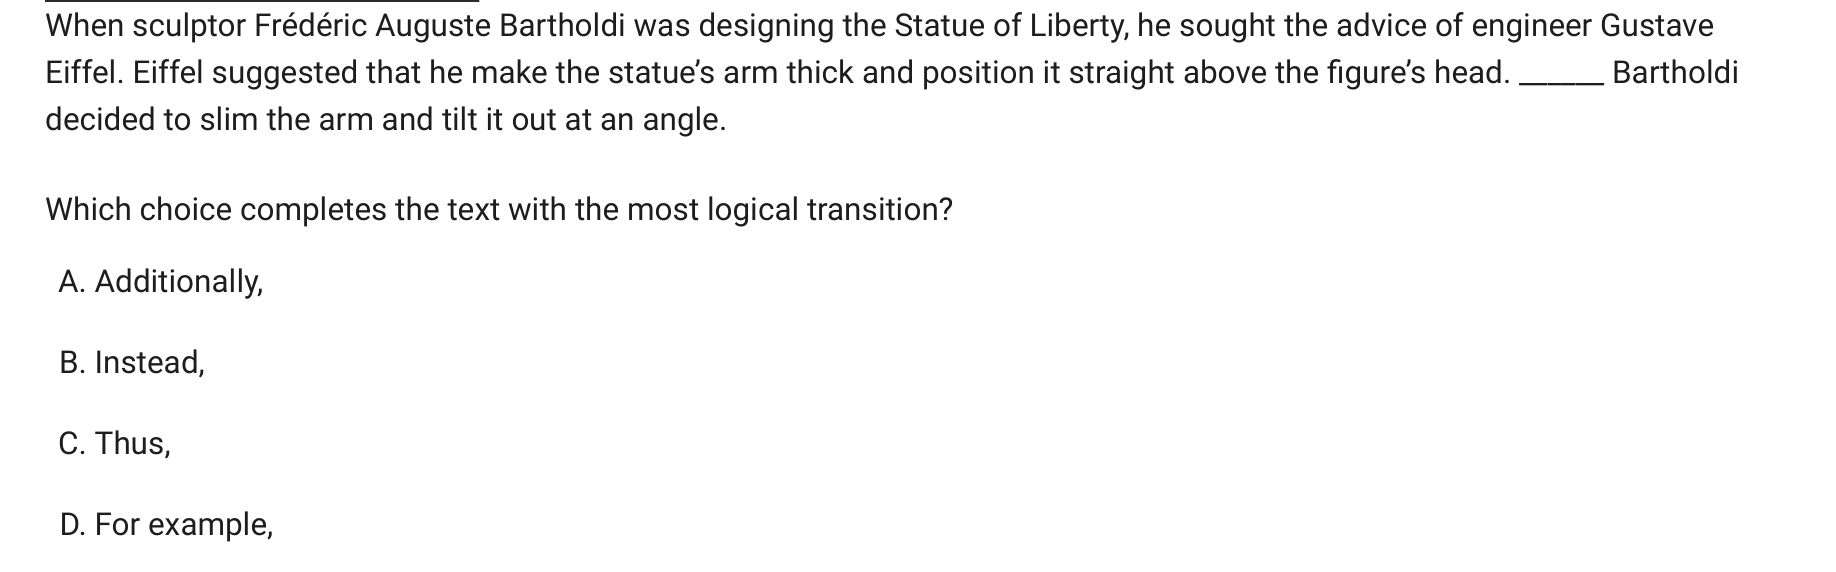 When sculptor Frédéric Auguste Bartholdi was designing the Statue of Liberty, he sought the advice of engineer Gustave
Eiffel. Eiffel suggested that he make the statue's arm thick and position it straight above the figure's head. ______ Bartholdi
decided to slim the arm and tilt it out at an angle.
Which choice completes the text with the most logical transition?
A. Additionally,
B. Instead,
C. Thus,
D. For example,